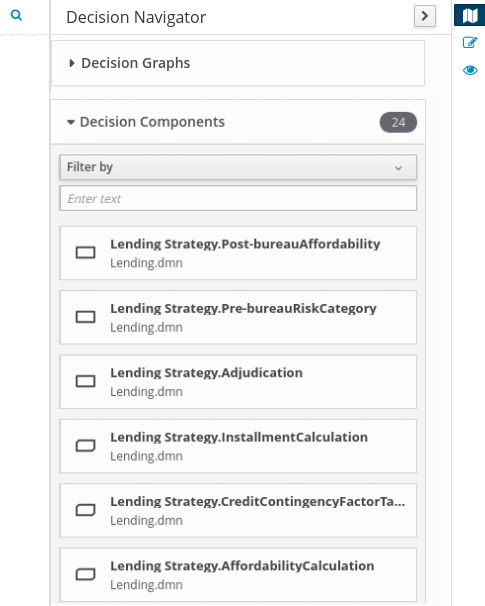 Decision Navigator
Decision Graphs
Decision Components
24
Filter by
Enter text
Lending Strategy.Post-bureauAffordability
Lending.dmn
Lending Strategy.Pre-bureauRiskCategory
Lending.dmn
Lending Strategy.Adjudication
Lending.dmn
Lending Strategy.InstallmentCalculation
Lending.dmn
Lending Strategy.CreditContingencyFactorTa...
Lending.dmn
Lending Strategy.AffordabilityCalculation
Lending.dmn